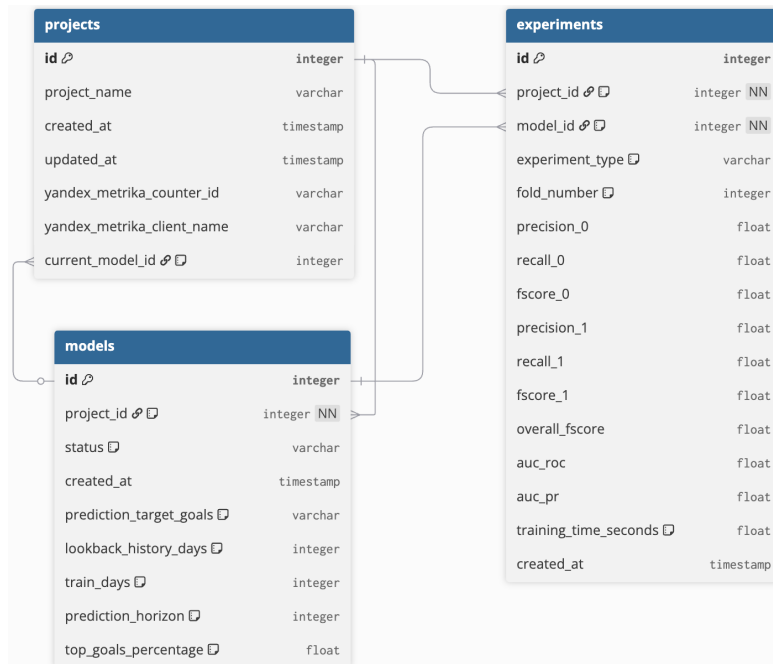 projects
id integer
project_name varchar
created_at timestamp
updated_at timestamp
yandex_metrika_counter_id varchar
yandex_metrika_client_name varchar
current_model_id integer
models
id integer
project_id integer NN
status varchar
created_at timestamp
prediction_target_goals varchar
lookback_history_days integer
train_days integer
prediction_horizon integer
top_goals_percentage float
experiments
id integer
project_id integer NN
model_id integer NN
experiment_type varchar
fold_number integer
precision_0 float
recall_0 float
fscore_0 float
precision_1 float
recall_1 float
fscore_1 float
overall_fscore float
auc_roc float
auc_pr float
training_time_seconds float
created_at timestamp